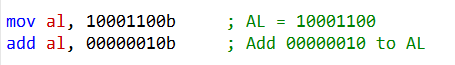 mov al, 10001100b ; AL = 10001100
add al, 00000010b ; Add 00000010 to AL